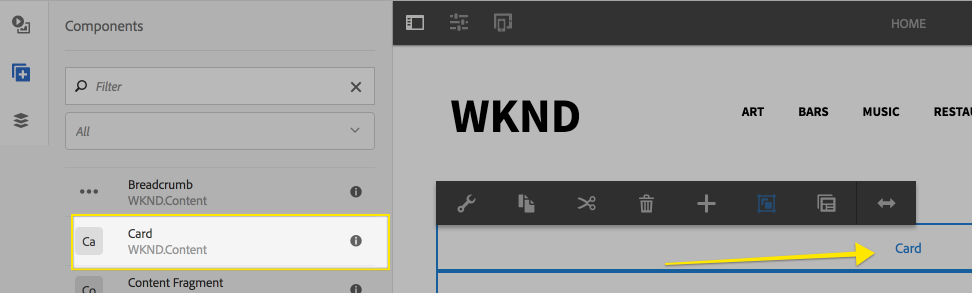 Components
HOME
Filter
All
WKND
ART BARS MUSIC RESTAU
Breadcrumb
WKND.Content
Ca
Card
WKND.Content
Card
Co
Content Fragment